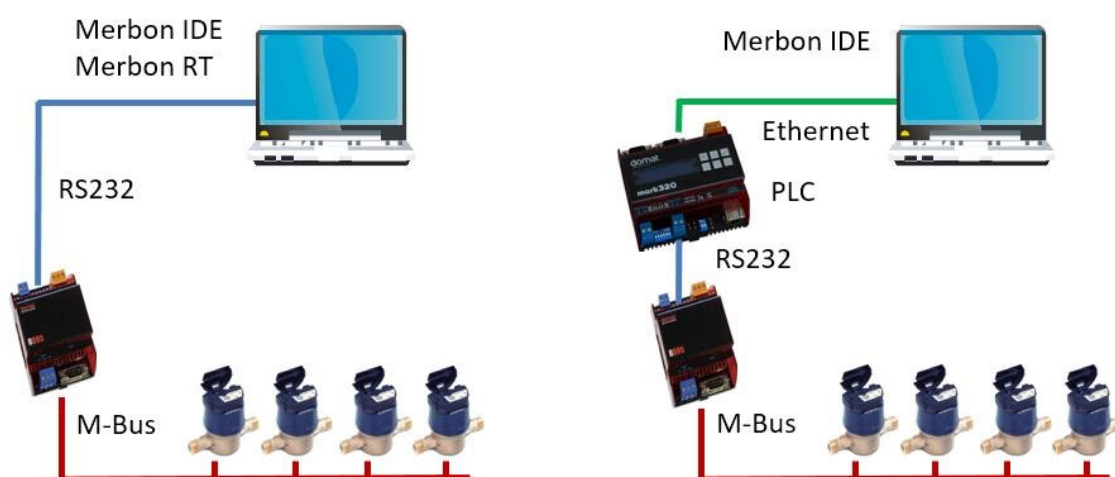 Merbon IDE
Merbon RT
RS232
M-Bus
Merbon IDE
Ethernet
domat
mark320
PLC
RS232
M-Bus